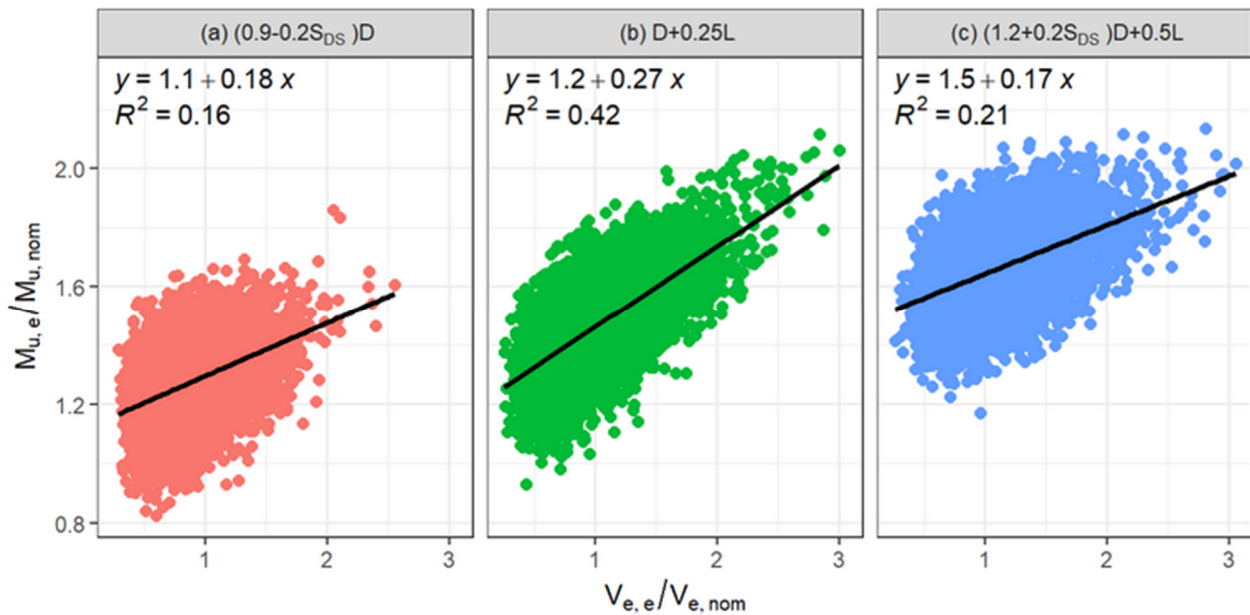 (a) (0.9-0.2S_DS )D
(b) D+0.25L
(c) (1.2+0.2S_DS )D+0.5L
y = 1.1 + 0.18 x
R² = 0.16
y = 1.2 + 0.27 x
R² = 0.42
y = 1.5 + 0.17 x
R² = 0.21
M_u, e / M_u, nom
2.0
1.6
1.2
0.8
1 2 3
1 2 3
1 2 3
V_e, e / V_e, nom